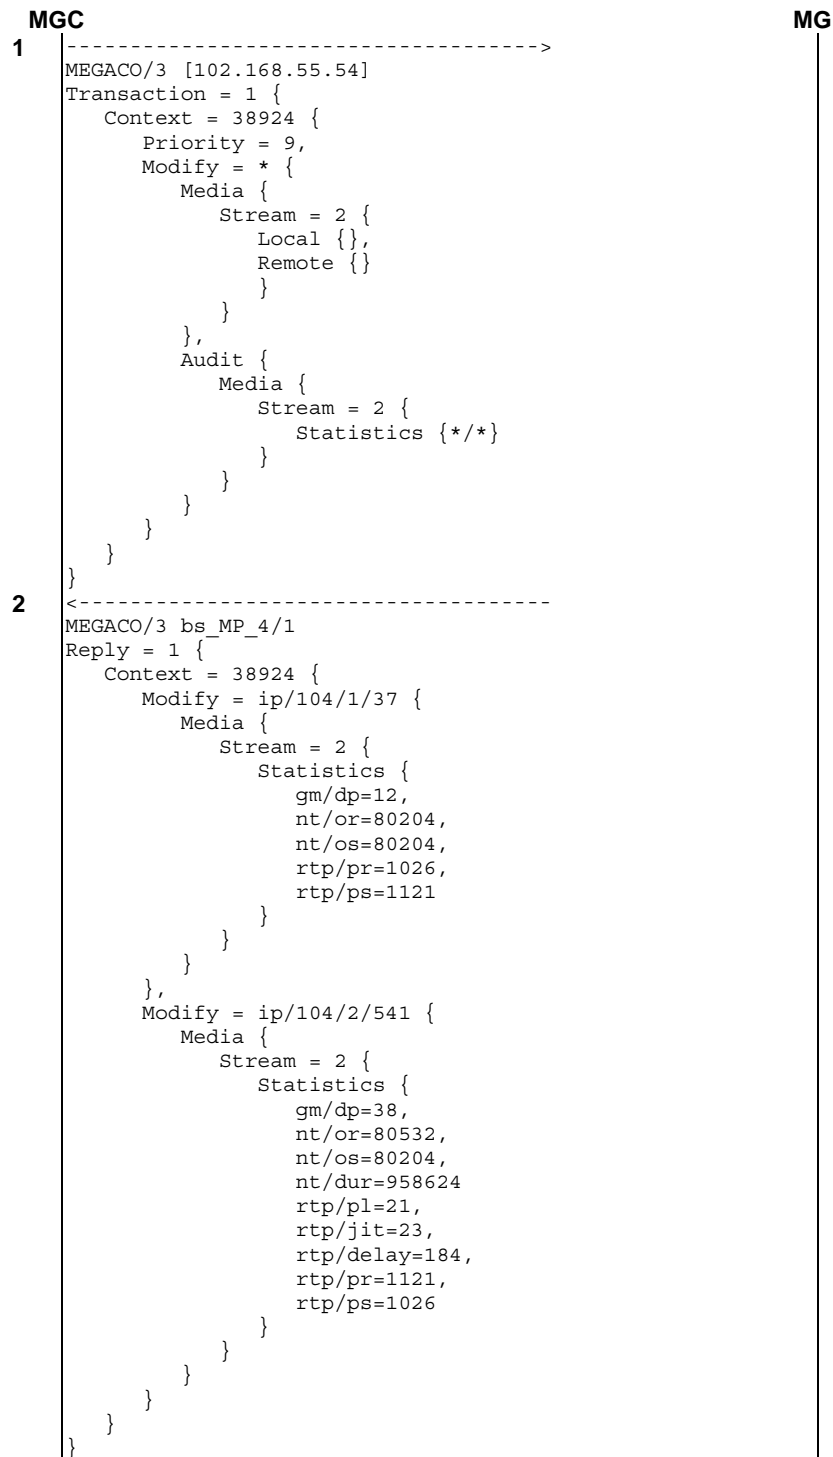 MGC MG
1 ------------------------------------->
MEGACO/3 [102.168.55.54]
Transaction = 1 {
   Context = 38924 {
      Priority = 9,
      Modify = * {
         Media {
            Stream = 2 {
               Local {},
               Remote {}
               }
            }
         },
         Audit {
            Media {
               Stream = 2 {
                  Statistics {*/*}
               }
            }
         }
      }
   }
}
2 <-------------------------------------
MEGACO/3 bs_MP_4/1
Reply = 1 {
   Context = 38924 {
      Modify = ip/104/1/37 {
         Media {
            Stream = 2 {
               Statistics {
                  gm/dp=12,
                  nt/or=80204,
                  nt/os=80204,
                  rtp/pr=1026,
                  rtp/ps=1121
               }
            }
         }
      },
      Modify = ip/104/2/541 {
         Media {
            Stream = 2 {
               Statistics {
                  gm/dp=38,
                  nt/or=80532,
                  nt/os=80204,
                  nt/dur=958624
                  rtp/pl=21,
                  rtp/jit=23,
                  rtp/delay=184,
                  rtp/pr=1121,
                  rtp/ps=1026
               }
            }
         }
      }
   }
}